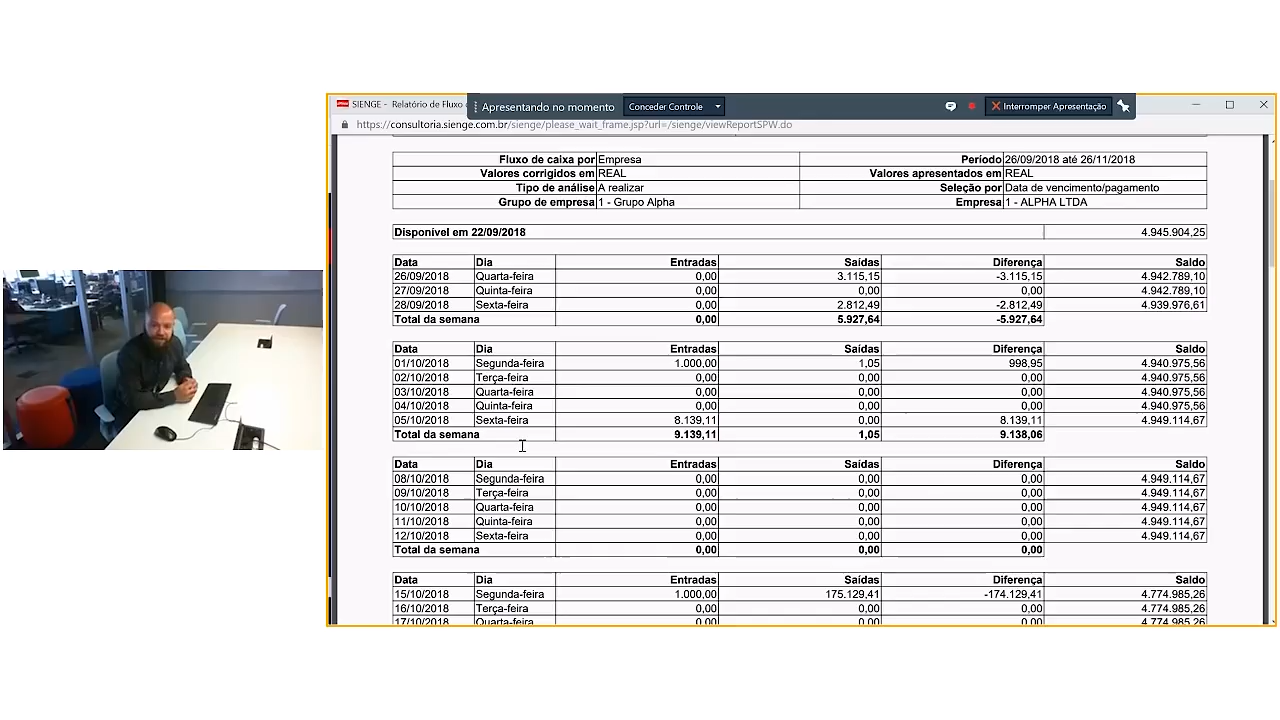 SIENGE - Relatório de Fluxo
Apresentando no momento
Conceder Controle
Interromper Apresentação
https://consultoria.sienge.com.br/sienge/please_wait_frame.jsp?url=/sienge/viewReportSPW.do
Fluxo de caixa por Empresa Período 26/09/2018 até 26/11/2018
Valores corrigidos em REAL Valores apresentados em REAL
Tipo de análise A realizar Seleção por Data de vencimento/pagamento
Grupo de empresa 1 - Grupo Alpha Empresa 1 - ALPHA LTDA
Disponível em 22/09/2018 4.945.904,25
Data Dia Entradas Saídas Diferença Saldo
26/09/2018 Quarta-feira 0,00 3.115,15 -3.115,15 4.942.789,10
27/09/2018 Quinta-feira 0,00 0,00 0,00 4.942.789,10
28/09/2018 Sexta-feira 0,00 2.812,49 -2.812,49 4.939.976,61
Total da semana 0,00 5.927,64 -5.927,64
Data Dia Entradas Saídas Diferença Saldo
01/10/2018 Segunda-feira 1.000,00 1,05 998,95 4.940.975,56
02/10/2018 Terça-feira 0,00 0,00 0,00 4.940.975,56
03/10/2018 Quarta-feira 0,00 0,00 0,00 4.940.975,56
04/10/2018 Quinta-feira 0,00 0,00 0,00 4.940.975,56
05/10/2018 Sexta-feira 8.139,11 0,00 8.139,11 4.949.114,67
Total da semana 9.139,11 1,05 9.138,06
Data Dia Entradas Saídas Diferença Saldo
08/10/2018 Segunda-feira 0,00 0,00 0,00 4.949.114,67
09/10/2018 Terça-feira 0,00 0,00 0,00 4.949.114,67
10/10/2018 Quarta-feira 0,00 0,00 0,00 4.949.114,67
11/10/2018 Quinta-feira 0,00 0,00 0,00 4.949.114,67
12/10/2018 Sexta-feira 0,00 0,00 0,00 4.949.114,67
Total da semana 0,00 0,00 0,00
Data Dia Entradas Saídas Diferença Saldo
15/10/2018 Segunda-feira 1.000,00 175.129,41 -174.129,41 4.774.985,26
16/10/2018 Terça-feira 0,00 0,00 0,00 4.774.985,26
17/10/2018 Quarta-feira 0,00 0,00 0,00 4.774.985,26